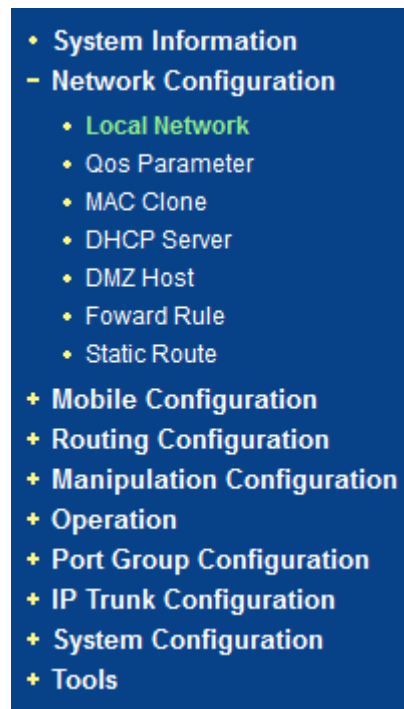 System Information
Network Configuration
Local Network
Qos Parameter
MAC Clone
DHCP Server
DMZ Host
Foward Rule
Static Route
Mobile Configuration
Routing Configuration
Manipulation Configuration
Operation
Port Group Configuration
IP Trunk Configuration
System Configuration
Tools